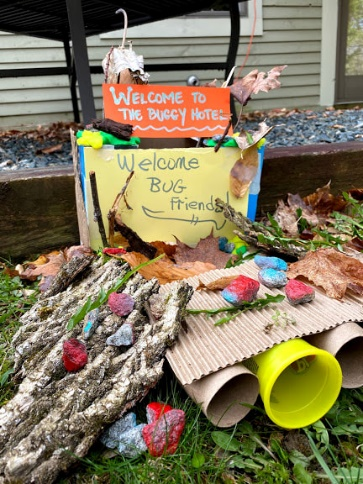 WELCOME TO
THE BUGGY HOTEL
Welcome
BUG
Friends!